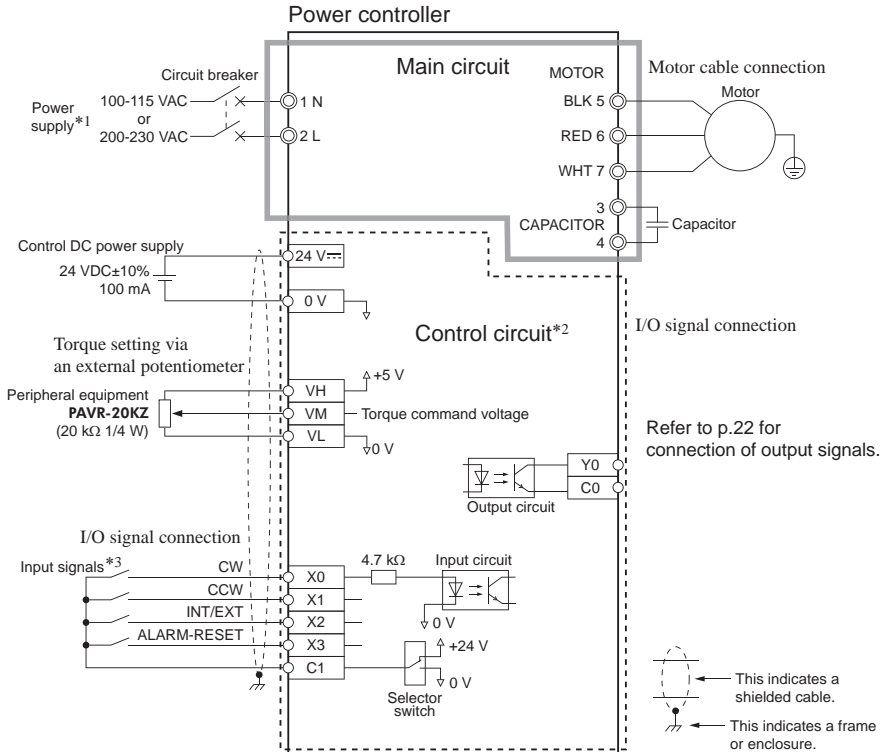 Power controller
Main circuit
Circuit breaker
Power
supply*1
100-115 VAC
or
200-230 VAC
1 N
2 L
MOTOR
BLK 5
RED 6
WHT 7
3
CAPACITOR
4
Motor cable connection
Motor
Capacitor
Control DC power supply
24 VDC±10%
100 mA
24 V
0 V
Control circuit*2
I/O signal connection
Torque setting via
an external potentiometer
Peripheral equipment
PAVR-20KZ
(20 kΩ 1/4 W)
VH
+5 V
VM
Torque command voltage
VL
0 V
Refer to p.22 for
connection of output signals.
Y0
C0
Output circuit
I/O signal connection
Input signals*3
CW
X0
4.7 kΩ
Input circuit
CCW
X1
INT/EXT
X2
0 V
ALARM-RESET
X3
+24 V
C1
0 V
Selector
switch
This indicates a
shielded cable.
This indicates a frame
or enclosure.